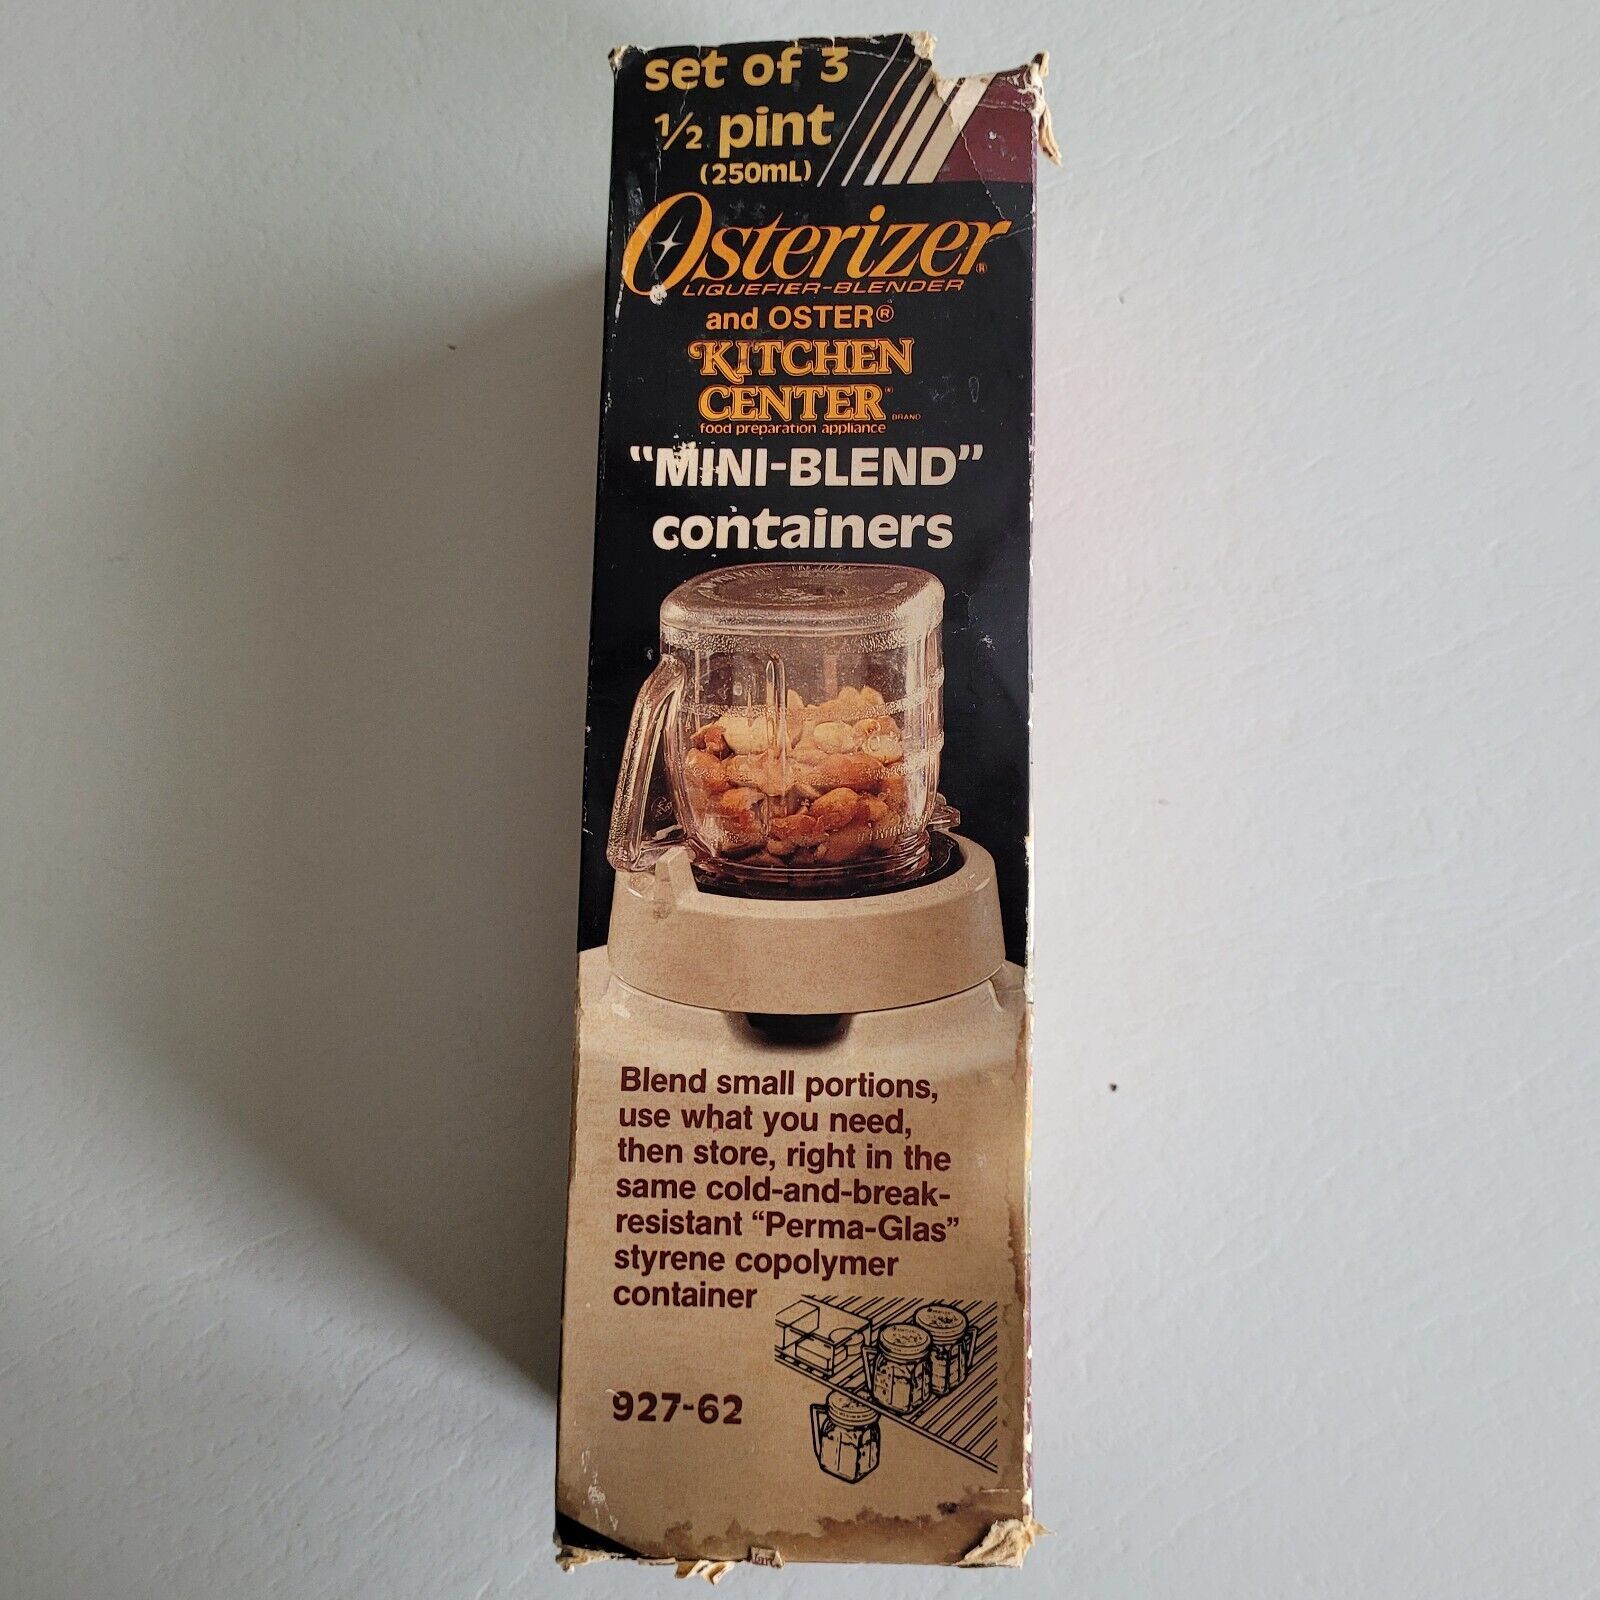 set of 3
1/2 pint
(250mL)
Osterizer®
LIQUEFIER-BLENDER
and OSTER®
KITCHEN
CENTER
BRAND
food preparation appliance
“MINI-BLEND”
containers
Blend small portions,
use what you need,
then store, right in the
same cold-and-break-
resistant “Perma-Glas”
styrene copolymer
container
927-62